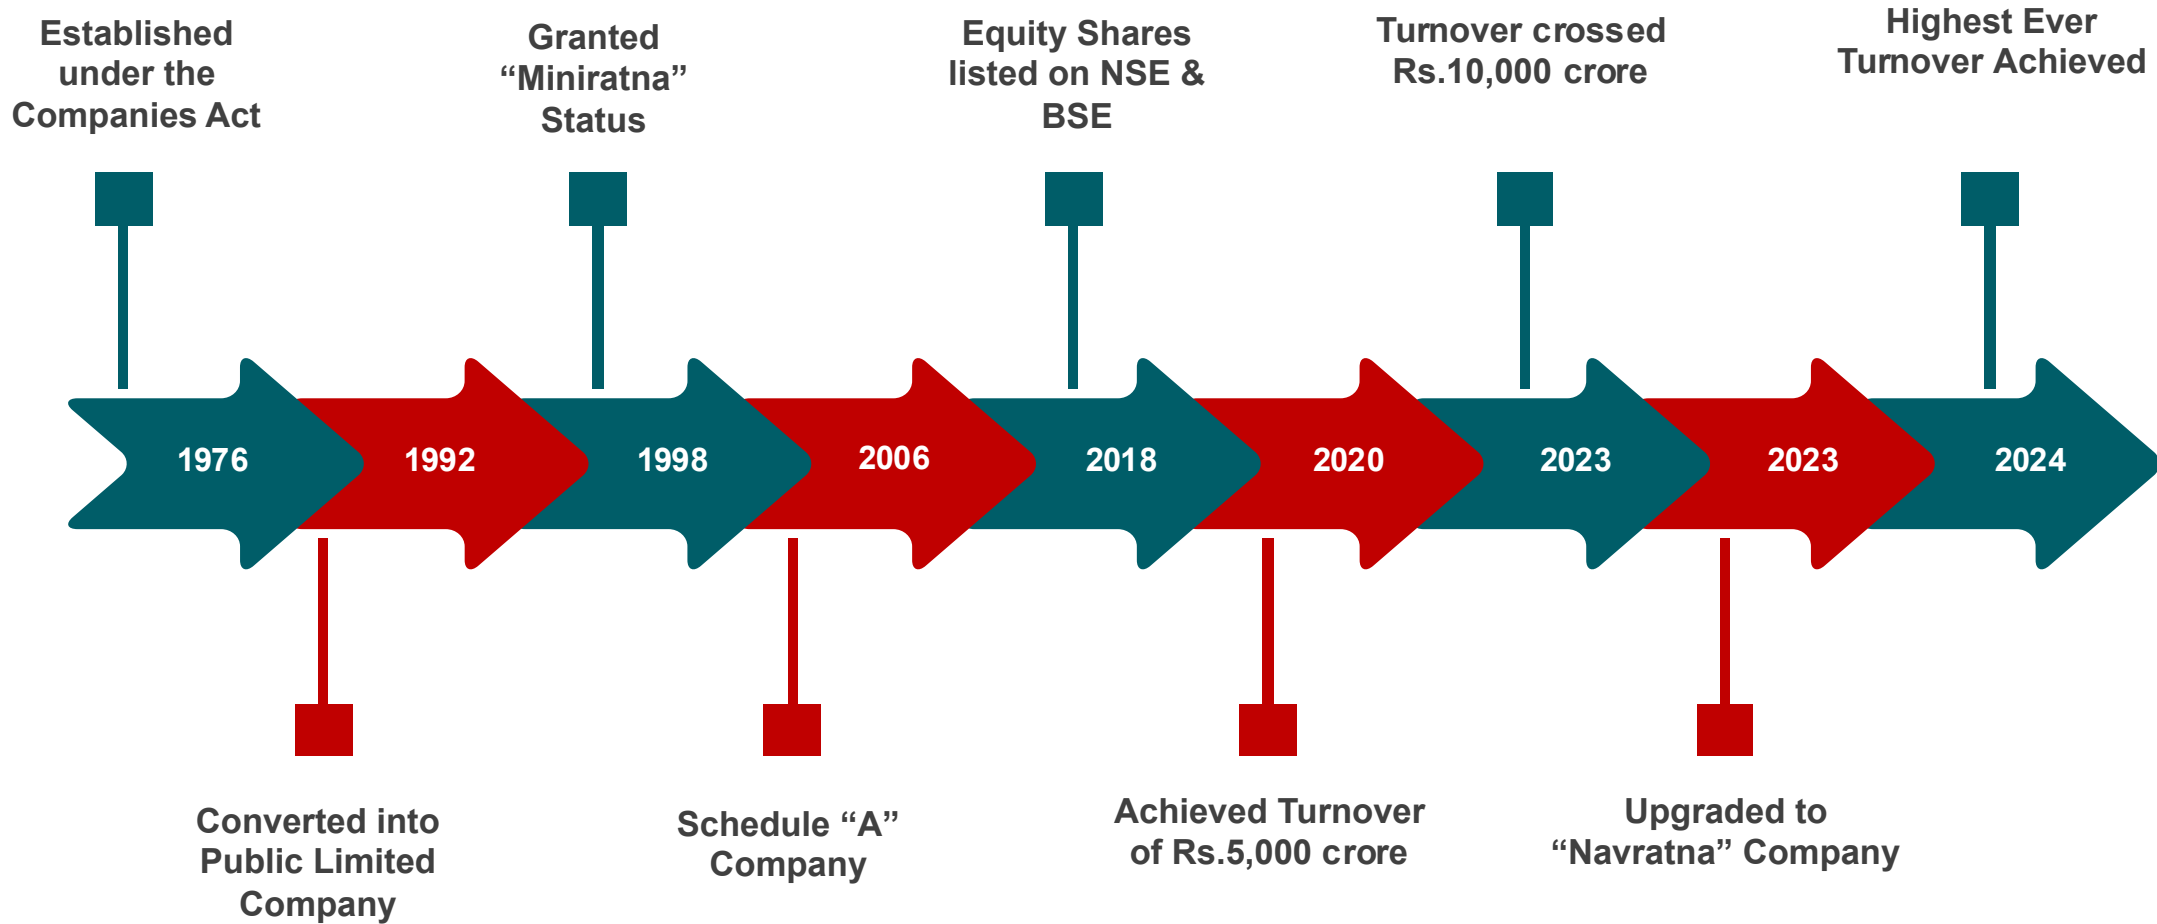 Established
under the
Companies Act
Granted
“Miniratna”
Status
Equity Shares
listed on NSE &
BSE
Turnover crossed
Rs.10,000 crore
Highest Ever
Turnover Achieved
1976
1992
1998
2006
2018
2020
2023
2023
2024
Converted into
Public Limited
Company
Schedule “A”
Company
Achieved Turnover
of Rs.5,000 crore
Upgraded to
“Navratna” Company